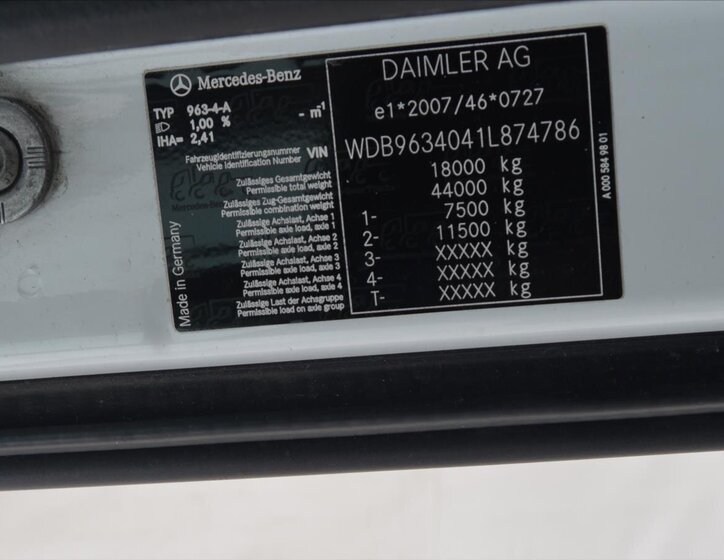 Mercedes-Benz
DAIMLER AG
TYP 963-4-A
1,00 % - m⁻¹
IHA= 2,41
e1*2007/46*0727
Fahrzeugidentifizierungsnummer
Vehicle Identification Number VIN
WDB9634041L874786
Zulässiges Gesamtgewicht
Permissible total weight
18000 kg
Zulässiges Zug-Gesamtgewicht
Permissible combination weight
44000 kg
Zulässige Achslast, Achse 1
Permissible axle load, axle 1
1- 7500 kg
Zulässige Achslast, Achse 2
Permissible axle load, axle 2
2- 11500 kg
Zulässige Achslast, Achse 3
Permissible axle load, axle 3
3- XXXXX kg
Zulässige Achslast, Achse 4
Permissible axle load, axle 4
4- XXXXX kg
Zulässige Last der Achsgruppe
Permissible load on axle group
T- XXXXX kg
Made in Germany
A 000 584 98 01